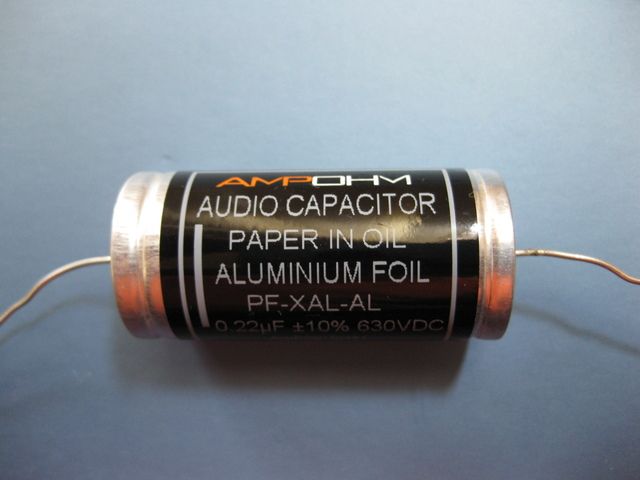 AMPOHM
AUDIO CAPACITOR
PAPER IN OIL
ALUMINIUM FOIL
PF-XAL-AL
0.22µF ±10% 630VDC